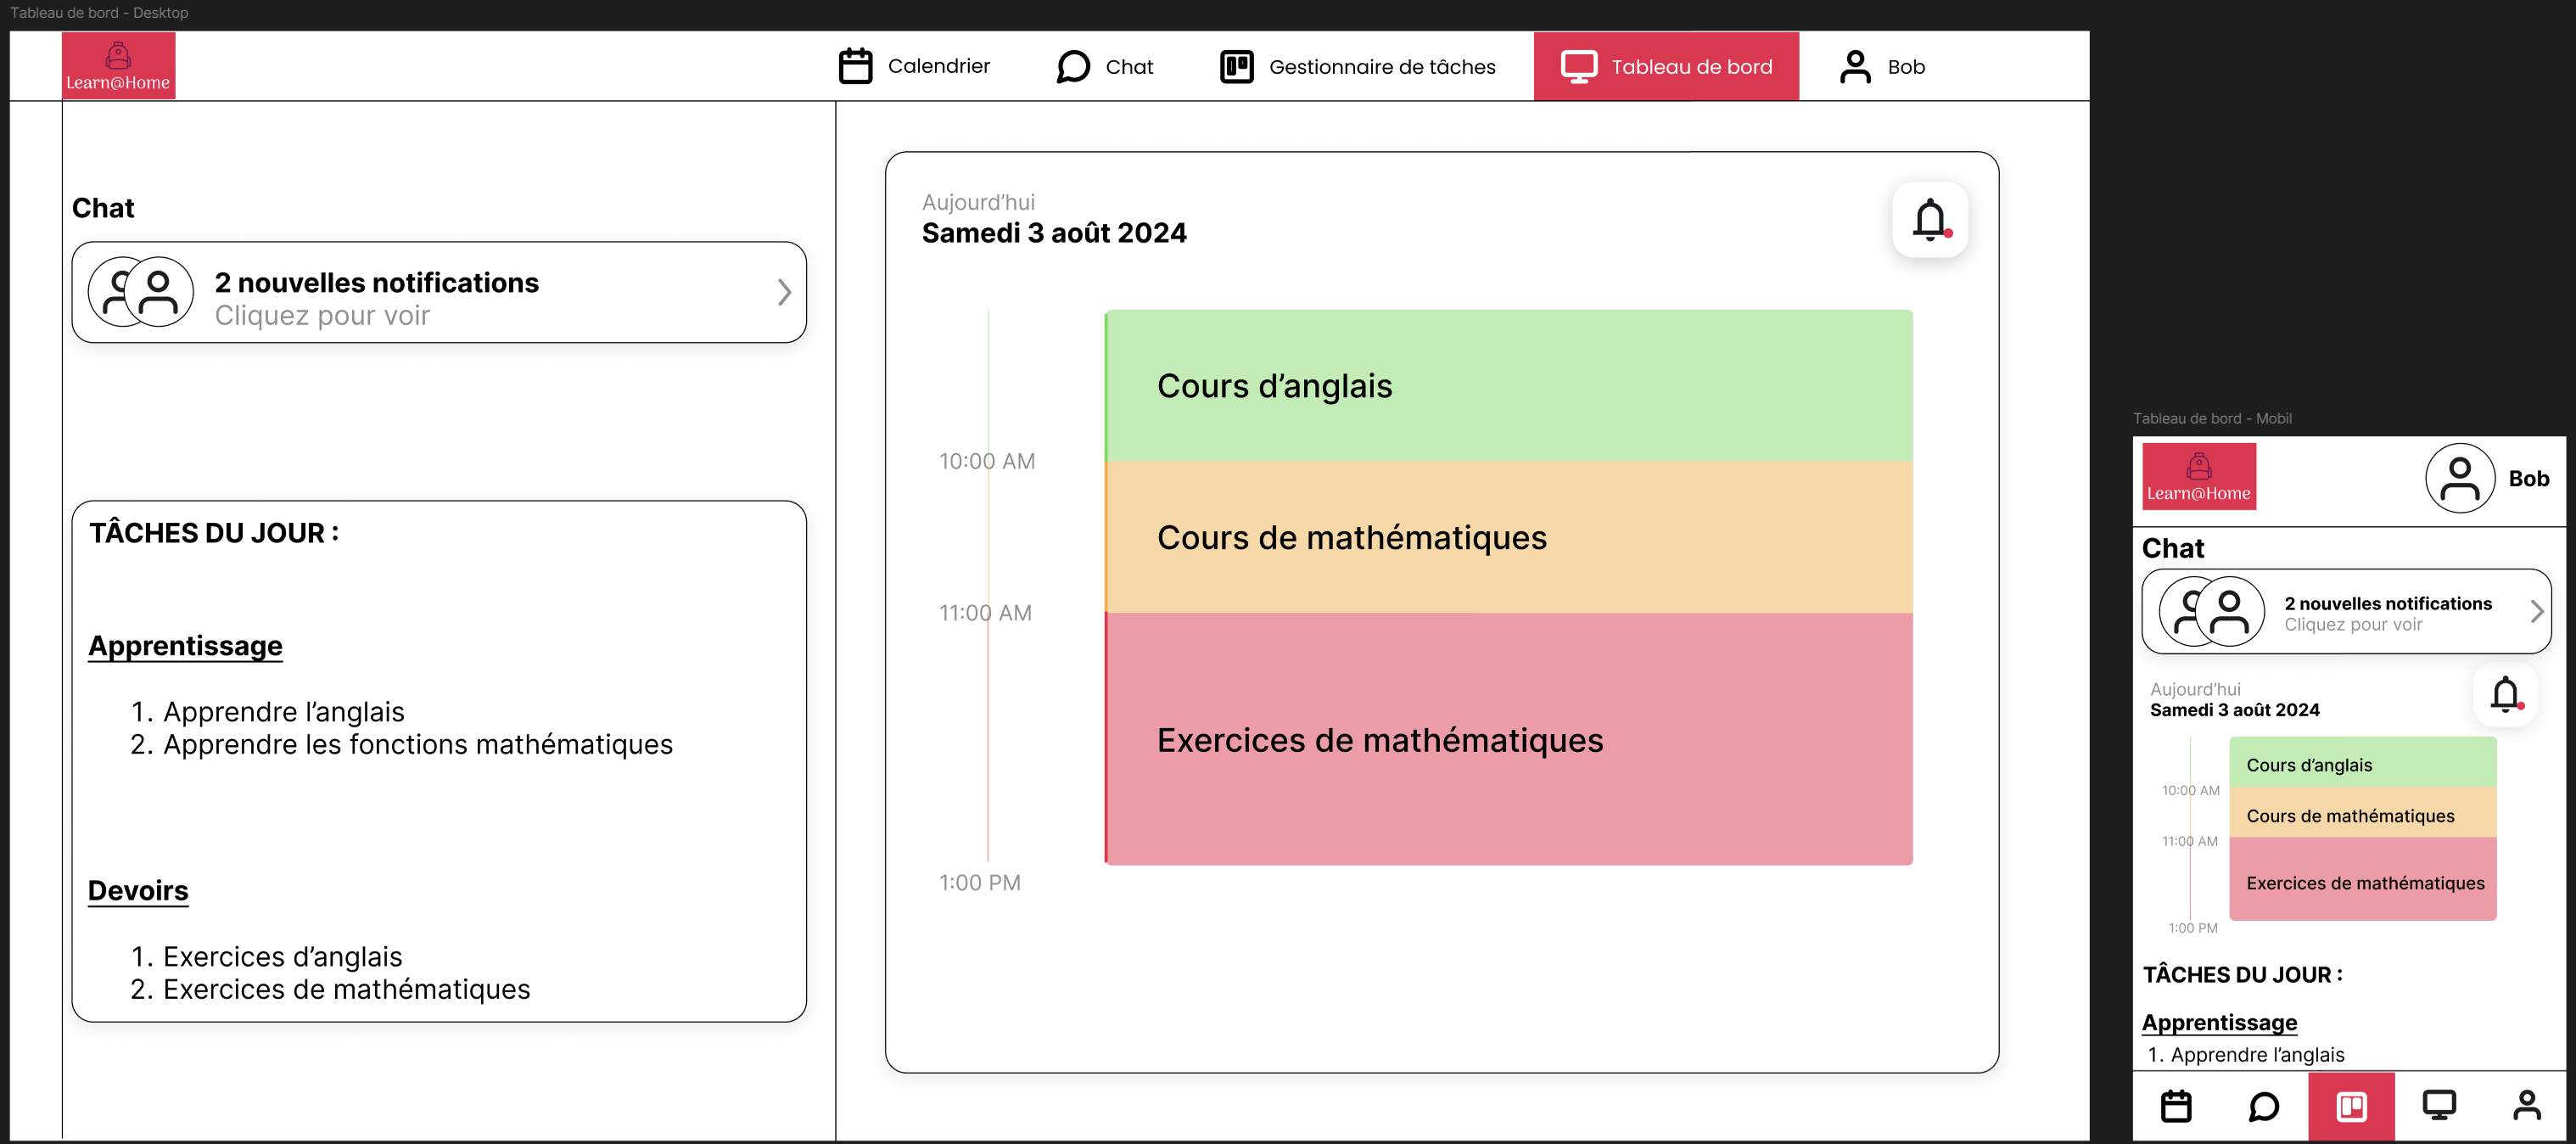 Tableau de bord - Desktop
Learn@Home
Calendrier
Chat
Gestionnaire de tâches
Tableau de bord
Bob
Chat
2 nouvelles notifications
Cliquez pour voir
TÂCHES DU JOUR :
Apprentissage
1. Apprendre l’anglais
2. Apprendre les fonctions mathématiques
Devoirs
1. Exercices d’anglais
2. Exercices de mathématiques
Aujourd’hui
Samedi 3 août 2024
Cours d’anglais
10:00 AM
Cours de mathématiques
11:00 AM
Exercices de mathématiques
1:00 PM
Tableau de bord - Mobil
Learn@Home
Bob
Chat
2 nouvelles notifications
Cliquez pour voir
Aujourd’hui
Samedi 3 août 2024
Cours d’anglais
10:00 AM
Cours de mathématiques
11:00 AM
Exercices de mathématiques
1:00 PM
TÂCHES DU JOUR :
Apprentissage
1. Apprendre l’anglais